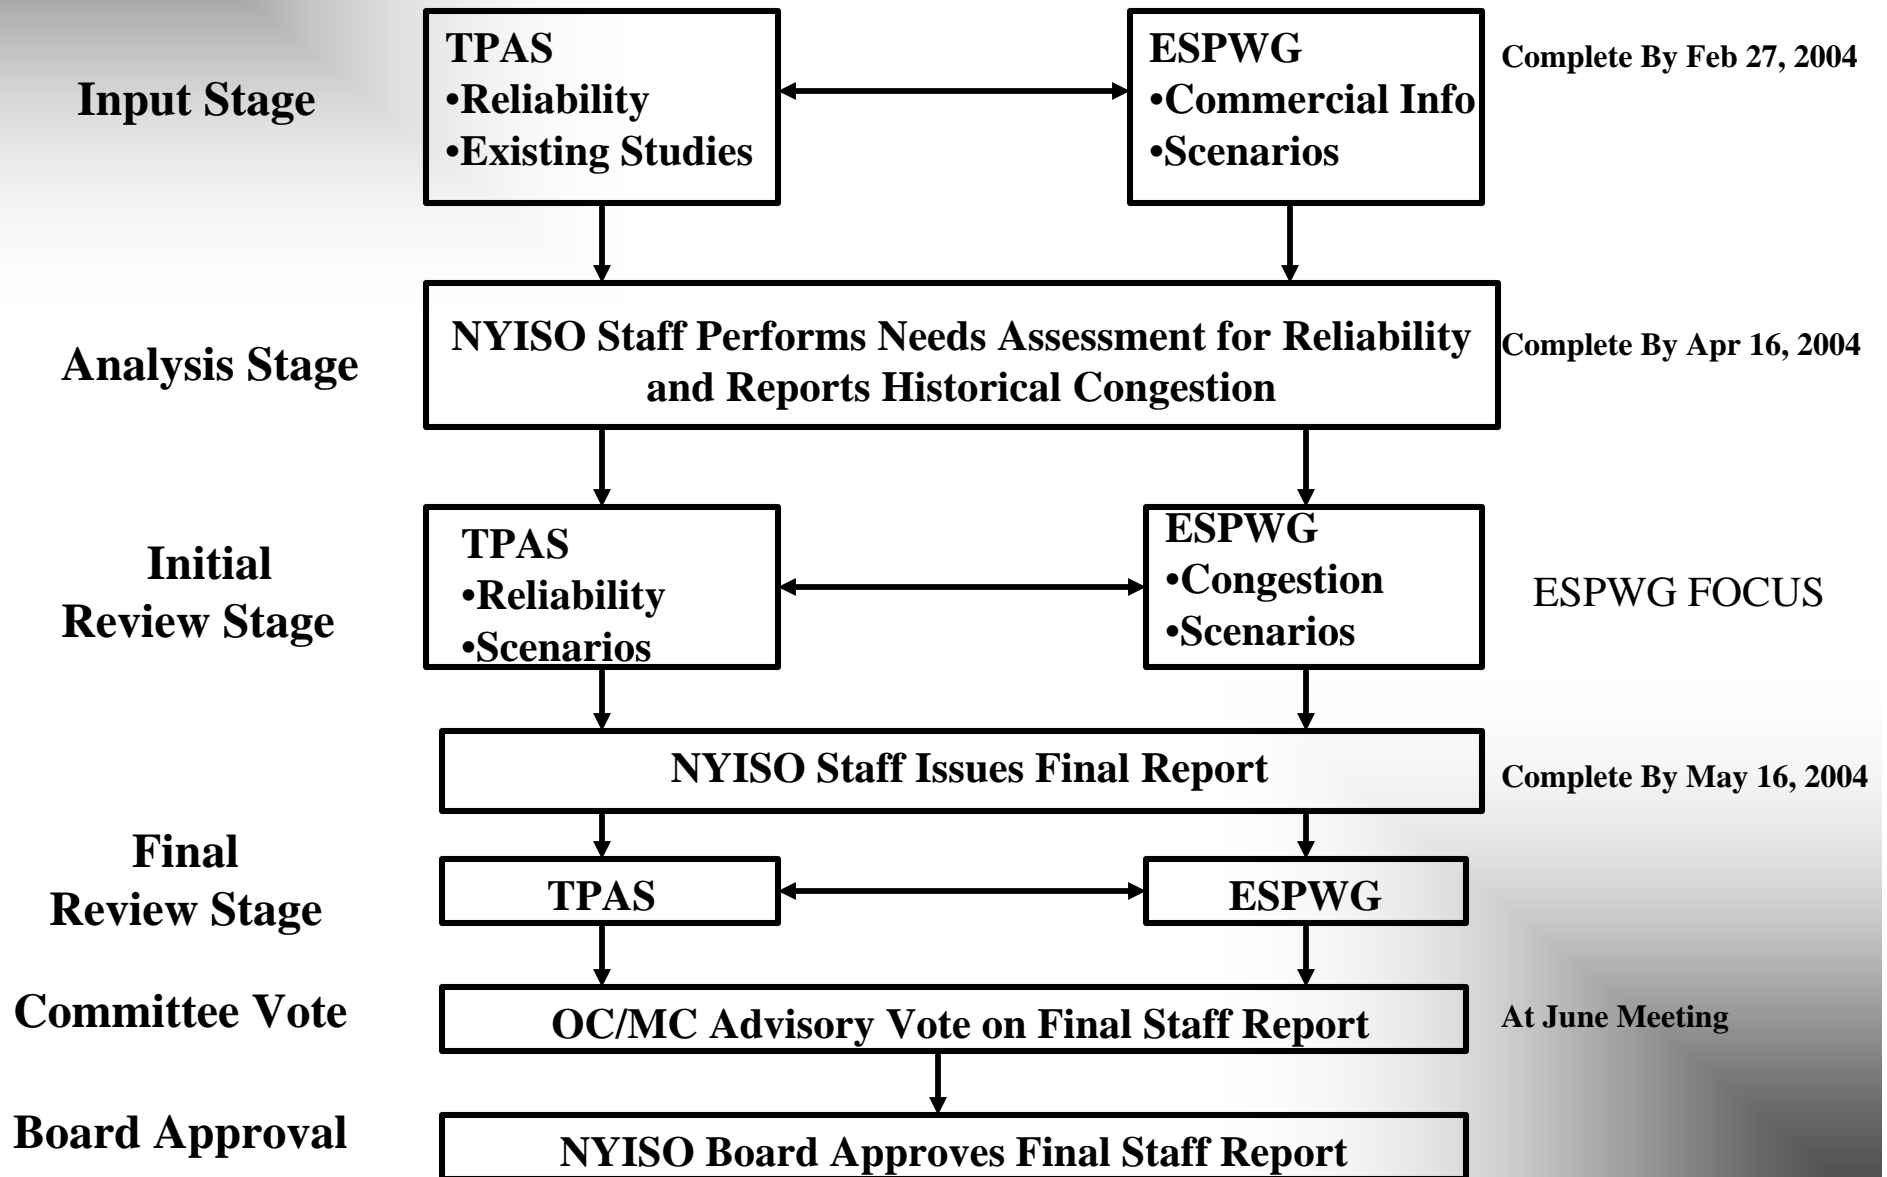 Input Stage
TPAS
•Reliability
•Existing Studies
ESPWG
•Commercial Info
•Scenarios
Complete By Feb 27, 2004
Analysis Stage
NYISO Staff Performs Needs Assessment for Reliability
and Reports Historical Congestion
Complete By Apr 16, 2004
Initial
Review Stage
TPAS
•Reliability
•Scenarios
ESPWG
•Congestion
•Scenarios
ESPWG FOCUS
NYISO Staff Issues Final Report
Complete By May 16, 2004
Final
Review Stage
TPAS
ESPWG
Committee Vote
OC/MC Advisory Vote on Final Staff Report
At June Meeting
Board Approval
NYISO Board Approves Final Staff Report